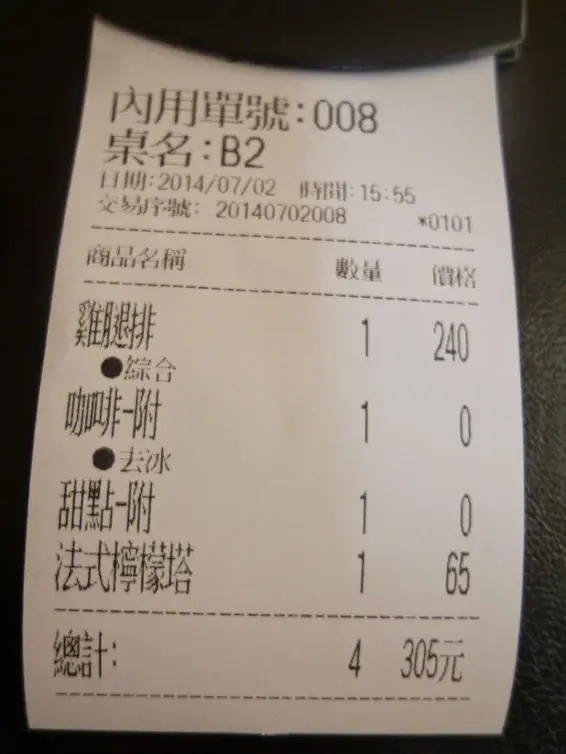 內用單號:008
桌名:B2
日期:2014/07/02 時間:15:55
交易序號: 20140702008 *0101
商品名稱 數量 價格
雞腿排 1 240
●綜合
咖啡-附 1 0
●去冰
甜點-附 1 0
法式檸檬塔 1 65
總計: 4 305元